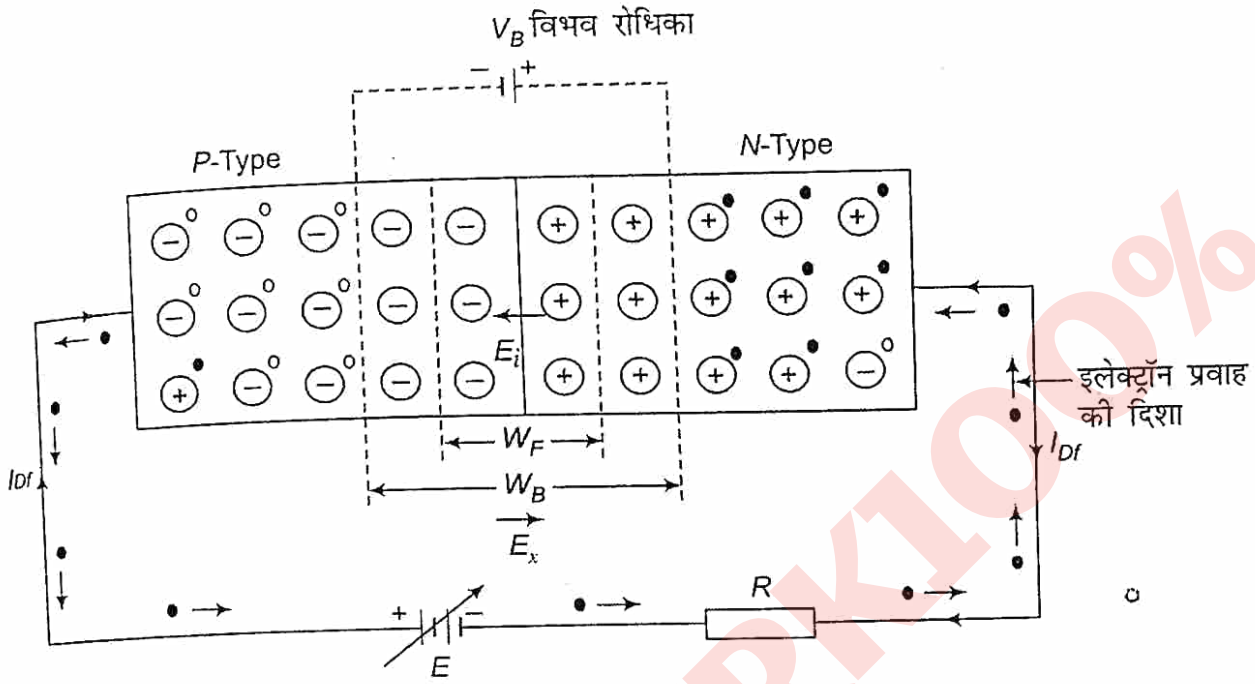 V_B विभव रोधिका
− +
P-Type
N-Type
E_i
इलेक्ट्रॉन प्रवाह
की दिशा
W_F
I_Df
I_Df
W_B
E_x
R
+ −
E
PK100%